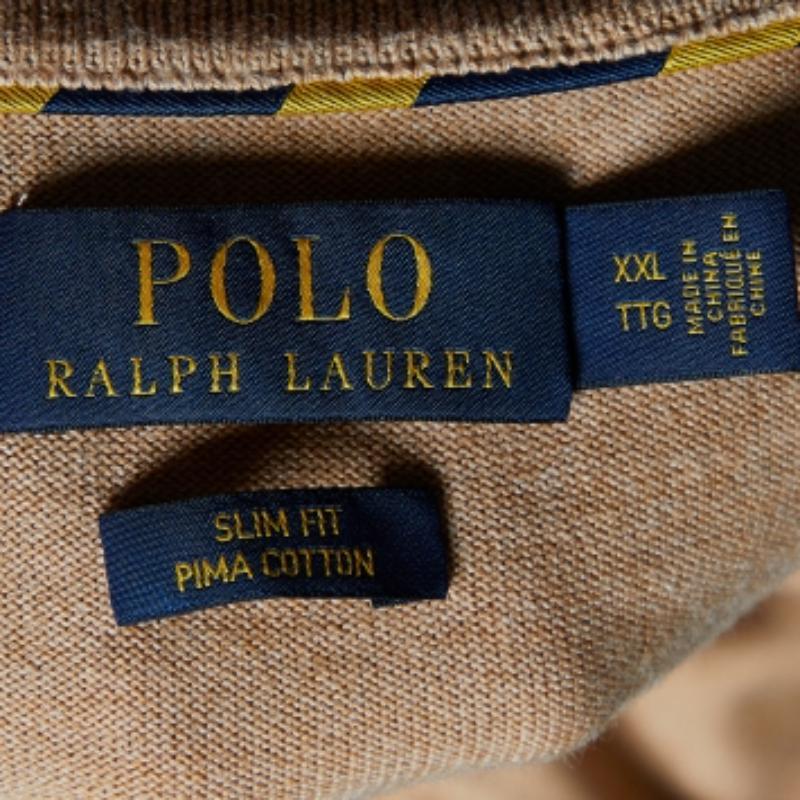 POLO
RALPH LAUREN
XXL
TTG
MADE IN
CHINA
FABRIQUÉ EN
CHINE
SLIM FIT
PIMA COTTON